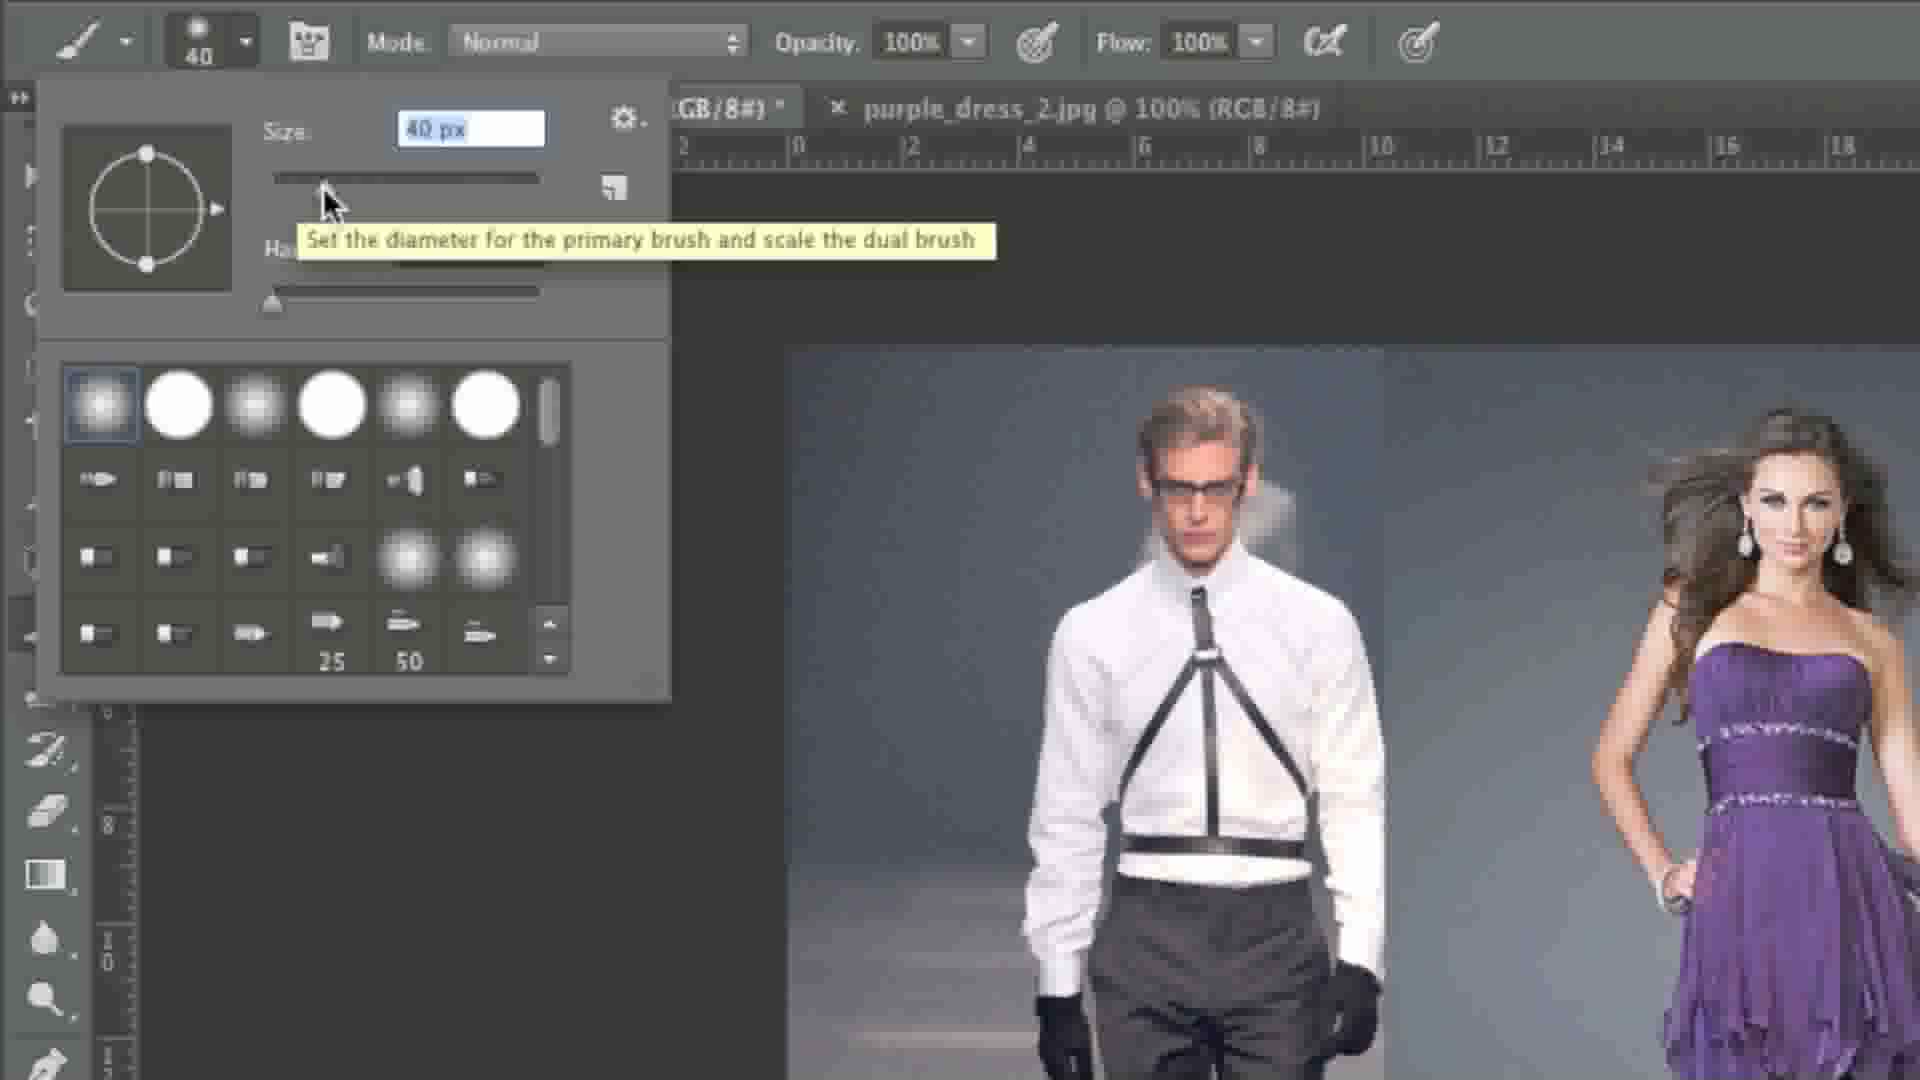 40
Mode: Normal
Opacity: 100%
Flow: 100%
GB/8#) *
× purple_dress_2.jpg @ 100% (RGB/8#)
Size: 40 px
2 0 2 4 6 8 10 12 14 16 18
Set the diameter for the primary brush and scale the dual brush
Ha
25 50
8
10